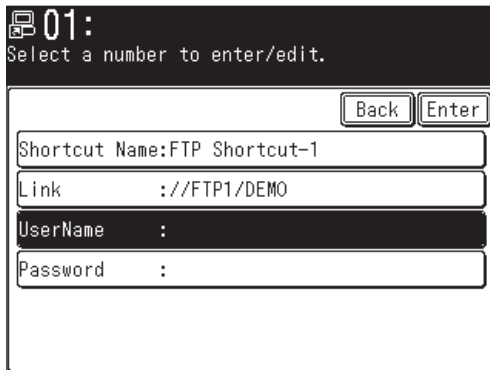 01:
Select a number to enter/edit.
Back Enter
Shortcut Name:FTP Shortcut-1
Link ://FTP1/DEMO
UserName :
Password :